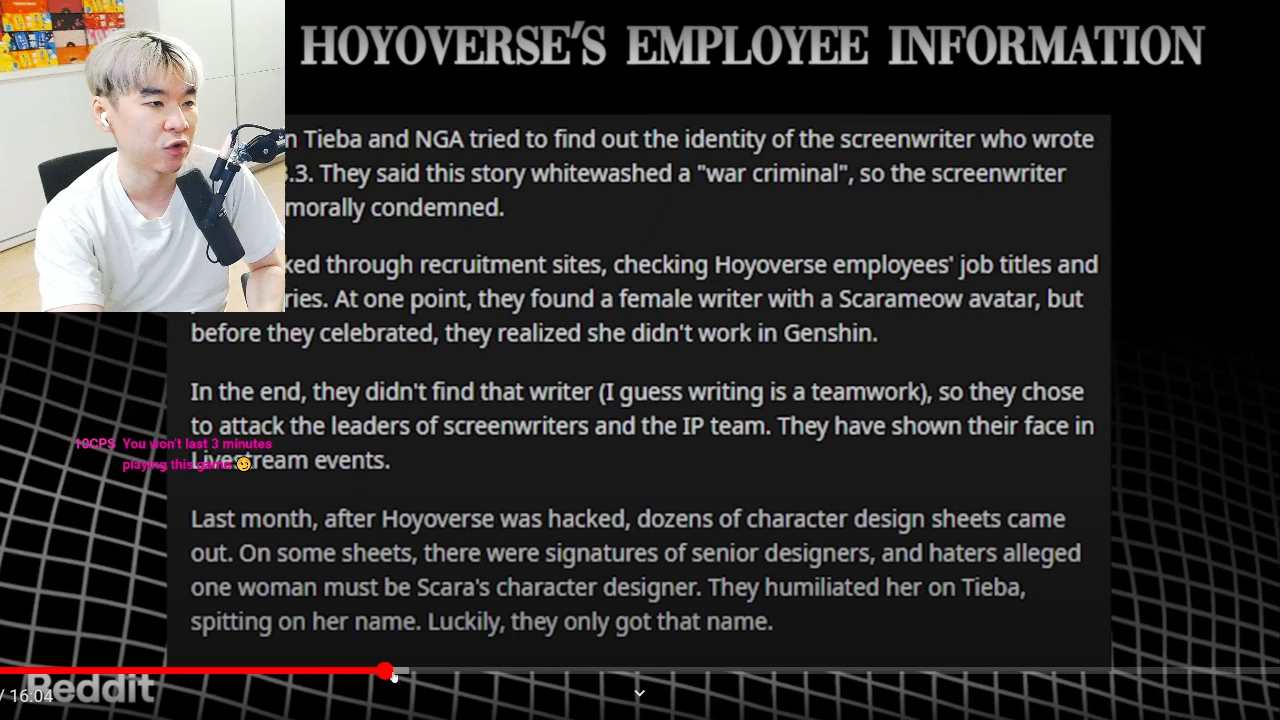 HOYOVERSE'S EMPLOYEE INFORMATION
n Tieba and NGA tried to find out the identity of the screenwriter who wrote
3.3. They said this story whitewashed a "war criminal", so the screenwriter
morally condemned.
ked through recruitment sites, checking Hoyoverse employees' job titles and
ries. At one point, they found a female writer with a Scarameow avatar, but
before they celebrated, they realized she didn't work in Genshin.
In the end, they didn't find that writer (I guess writing is a teamwork), so they chose
to attack the leaders of screenwriters and the IP team. They have shown their face in
Livestream events.
10CPS You won't last 3 minutes
playing this game 😏
Last month, after Hoyoverse was hacked, dozens of character design sheets came
out. On some sheets, there were signatures of senior designers, and haters alleged
one woman must be Scara's character designer. They humiliated her on Tieba,
spitting on her name. Luckily, they only got that name.
/ 16:04
Reddit